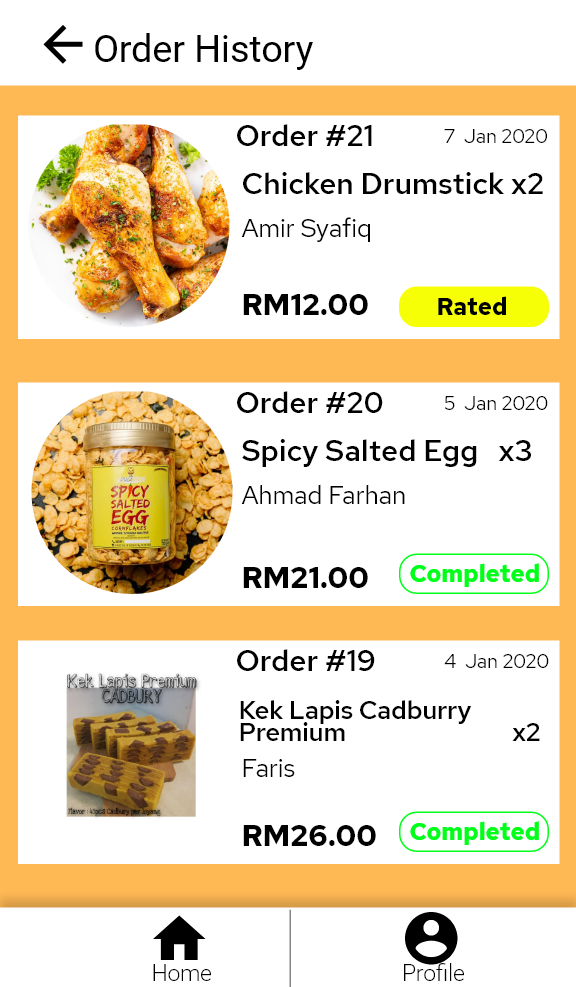 Order History
Order #21
7 Jan 2020
Chicken Drumstick x2
Amir Syafiq
RM12.00
Rated
Order #20
5 Jan 2020
Spicy Salted Egg x3
Ahmad Farhan
RM21.00
Completed
SPICY
SALTED
EGG
CORNFLAKES
Order #19
4 Jan 2020
Kek Lapis Cadburry
Premium x2
Faris
RM26.00
Completed
Kek Lapis Premium
CADBURY
Home
Profile